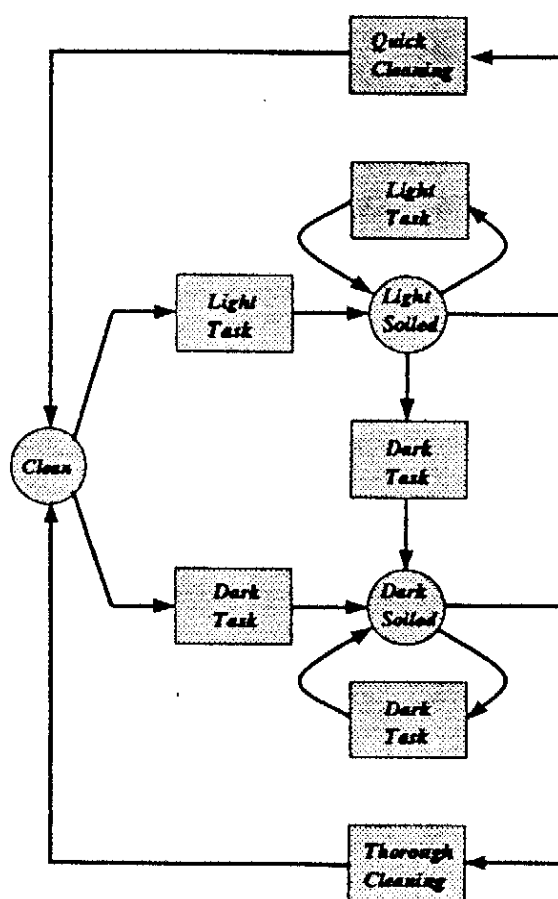 Quick
Cleaning
Light
Task
Light
Task
Light
Soiled
Clean
Dark
Task
Dark
Task
Dark
Soiled
Dark
Task
Thorough
Cleaning